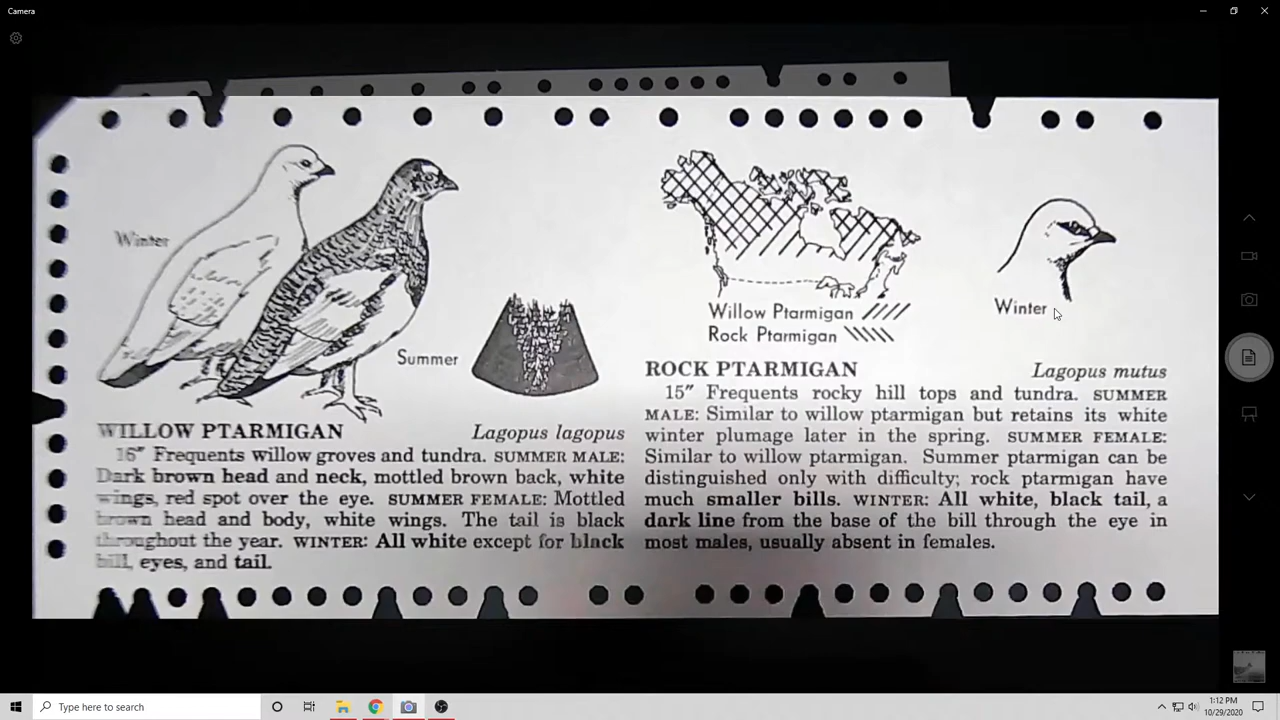 Camera
Winter
Summer
WILLOW PTARMIGAN Lagopus lagopus
16″ Frequents willow groves and tundra. SUMMER MALE:
Dark brown head and neck, mottled brown back, white
wings, red spot over the eye. SUMMER FEMALE: Mottled
brown head and body, white wings. The tail is black
throughout the year. WINTER: All white except for black
bill, eyes, and tail.
Willow Ptarmigan
Rock Ptarmigan
Winter
ROCK PTARMIGAN Lagopus mutus
15″ Frequents rocky hill tops and tundra. SUMMER
MALE: Similar to willow ptarmigan but retains its white
winter plumage later in the spring. SUMMER FEMALE:
Similar to willow ptarmigan. Summer ptarmigan can be
distinguished only with difficulty; rock ptarmigan have
much smaller bills. WINTER: All white, black tail, a
dark line from the base of the bill through the eye in
most males, usually absent in females.
Type here to search
1:12 PM
10/29/2020